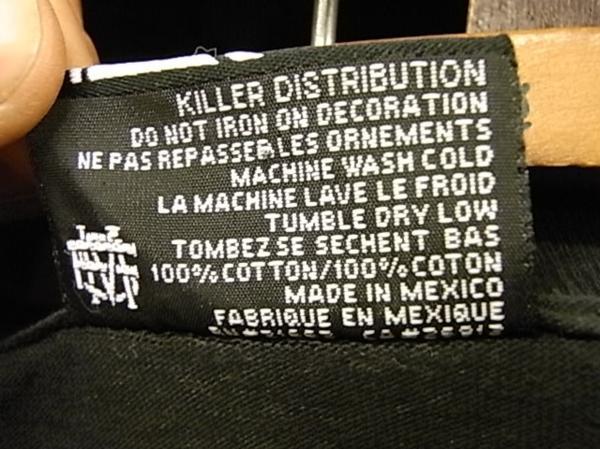 KILLER DISTRIBUTION
DO NOT IRON ON DECORATION
NE PAS REPASSER LES ORNEMENTS
MACHINE WASH COLD
LA MACHINE LAVE LE FROID
TUMBLE DRY LOW
TOMBEZ SE SECHENT BAS
100% COTTON/100% COTON
MADE IN MEXICO
FABRIQUE EN MEXIQUE